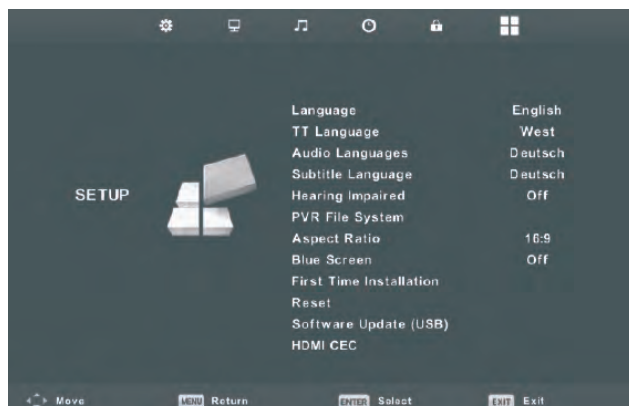 Language English
TT Language West
Audio Languages Deutsch
Subtitle Language Deutsch
SETUP
Hearing Impaired Off
PVR File System
Aspect Ratio 16:9
Blue Screen Off
First Time Installation
Reset
Software Update (USB)
HDMI CEC
Move MENU Return ENTER Select EXIT Exit